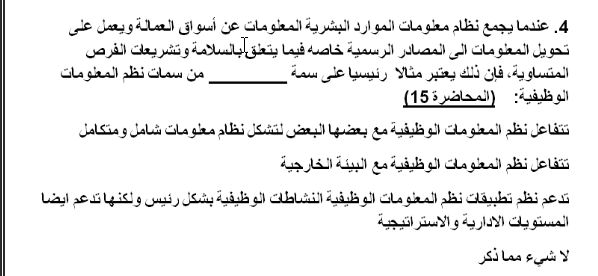 4. عندما يجمع نظام معلومات الموارد البشرية المعلومات عن أسواق العمالة ويعمل على
تحويل المعلومات الى المصادر الرسمية خاصه فيما يتعلق بالسلامة وتشريعات الفرص
المتساوية، فإن ذلك يعتبر مثالا رئيسيا على سمة ________ من سمات نظم المعلومات
الوظيفية: (المحاضرة 15)
تتفاعل نظم المعلومات الوظيفية مع بعضها البعض لتشكل نظام معلومات شامل ومتكامل
تتفاعل نظم المعلومات الوظيفية مع البيئة الخارجية
تدعم نظم تطبيقات نظم المعلومات الوظيفية النشاطات الوظيفية بشكل رئيس ولكنها تدعم ايضا
المستويات الادارية والاستراتيجية
لا شيء مما ذكر